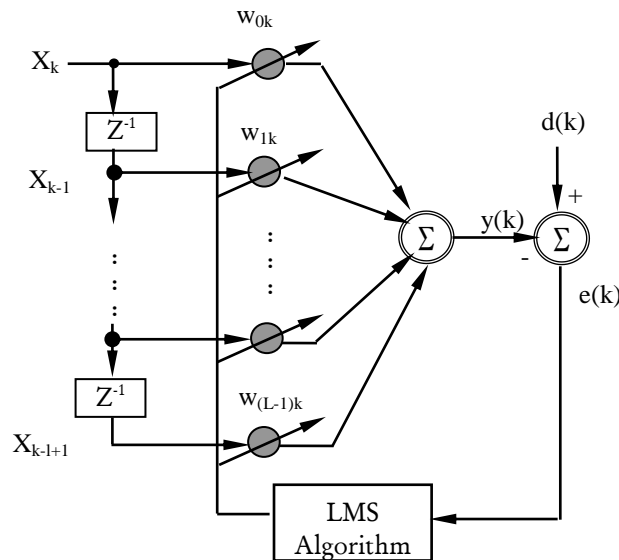 w0k
Xk
Z-1
d(k)
w1k
Xk-1
+
Σ
y(k)
Σ
-
e(k)
Z-1
w(L-1)k
Xk-l+1
LMS
Algorithm